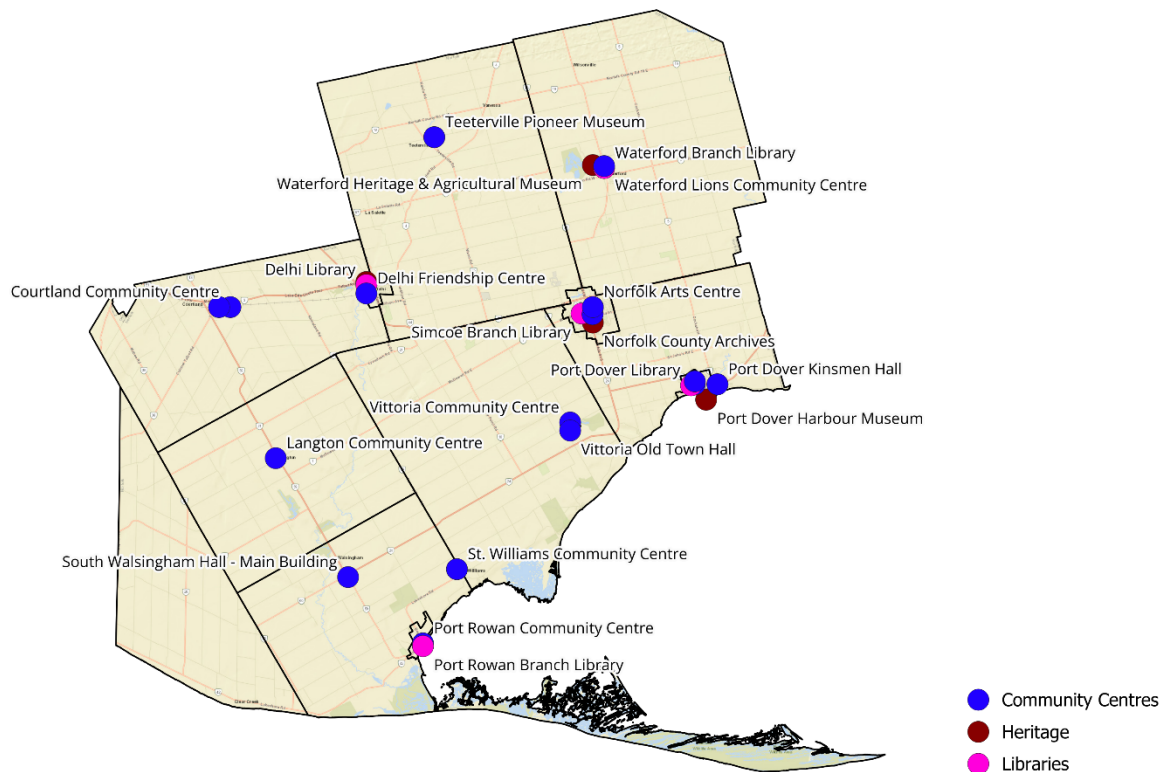 Teeterville Pioneer Museum
Waterford Branch Library
Waterford Heritage & Agricultural Museum
Waterford Lions Community Centre
Delhi Library
Delhi Friendship Centre
Courtland Community Centre
Norfolk Arts Centre
Simcoe Branch Library
Norfolk County Archives
Port Dover Library
Port Dover Kinsmen Hall
Vittoria Community Centre
Port Dover Harbour Museum
Langton Community Centre
Vittoria Old Town Hall
St. Williams Community Centre
South Walsingham Hall - Main Building
Port Rowan Community Centre
Port Rowan Branch Library
Community Centres
Heritage
Libraries